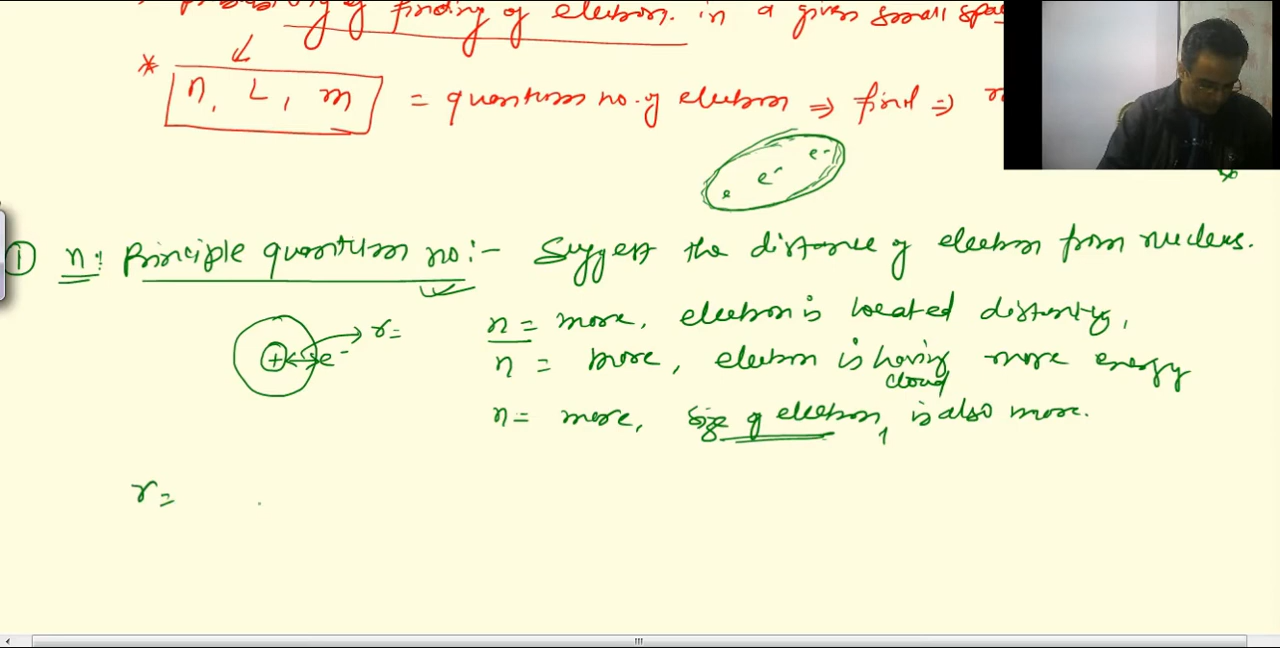 probability of finding of electron. in a given small spa
* n, L, m = quantum no. of electron ⇒ find ⇒ r
e e⁻ e⁻
① n: Principle quantum no:- Suggest the distance of electron from nucleus.
n = more, electron is located distantly,
+ e⁻ r=
n = more, electron is having more energy
cloud
n = more, size of electron, is also more.
r=